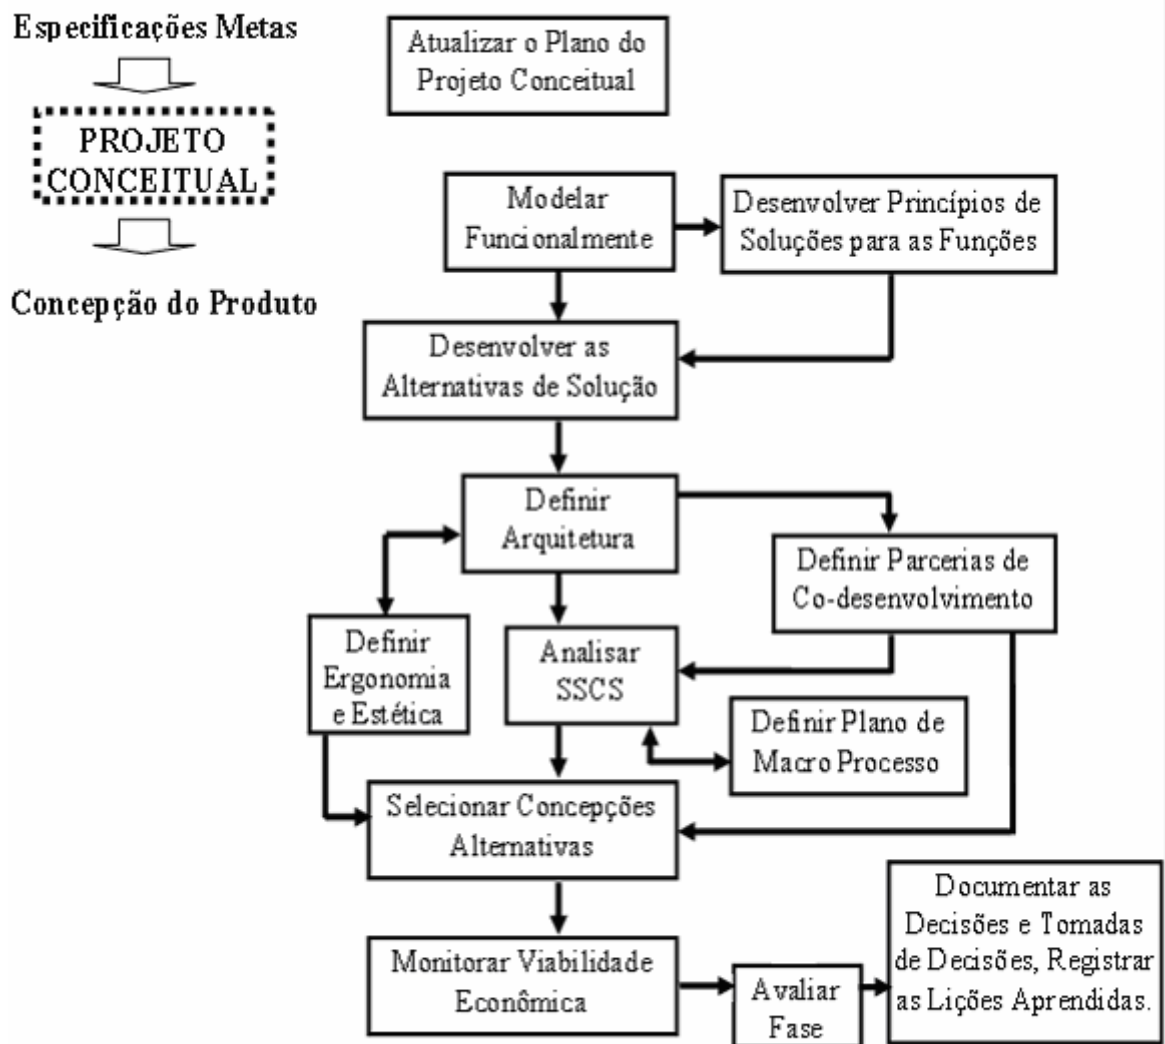 Especificações Metas
PROJETO
CONCEITUAL
Concepção do Produto
Atualizar o Plano do
Projeto Conceitual
Modelar
Funcionalmente
Desenvolver Princípios de
Soluções para as Funções
Desenvolver as
Alternativas de Solução
Definir
Arquitetura
Definir Parcerias de
Co-desenvolvimento
Definir
Ergonomia
e Estética
Analisar
SSCS
Definir Plano de
Macro Processo
Selecionar Concepções
Alternativas
Monitorar Viabilidade
Econômica
Avaliar
Fase
Documentar as
Decisões e Tomadas
de Decisões, Registrar
as Lições Aprendidas.